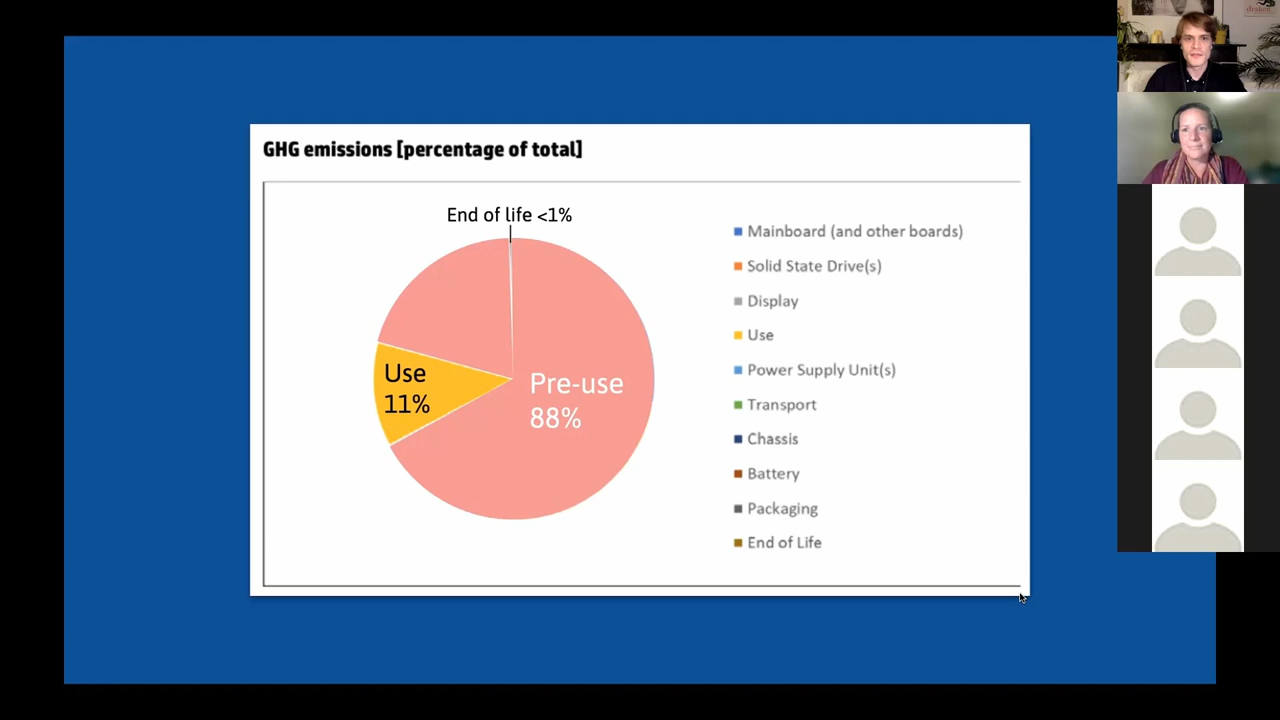 GHG emissions [percentage of total]
End of life <1%
Use
11%
Pre-use
88%
Mainboard (and other boards)
Solid State Drive(s)
Display
Use
Power Supply Unit(s)
Transport
Chassis
Battery
Packaging
End of Life